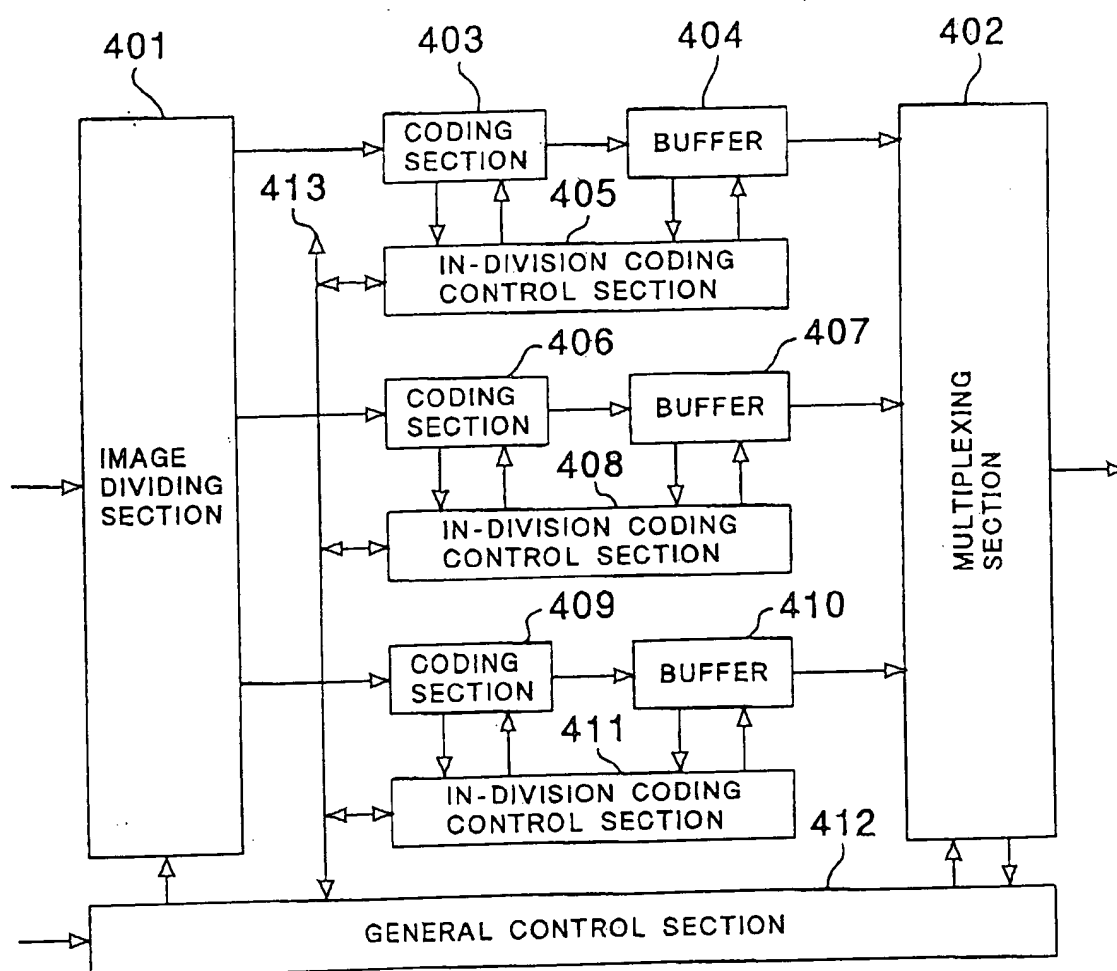 401
403
404
402
CODING
SECTION
BUFFER
413
405
IN-DIVISION CODING
CONTROL SECTION
406
407
CODING
SECTION
BUFFER
IMAGE
DIVIDING
SECTION
408
MULTIPLEXING
SECTION
IN-DIVISION CODING
CONTROL SECTION
409
410
CODING
SECTION
BUFFER
411
IN-DIVISION CODING
CONTROL SECTION
412
GENERAL CONTROL SECTION